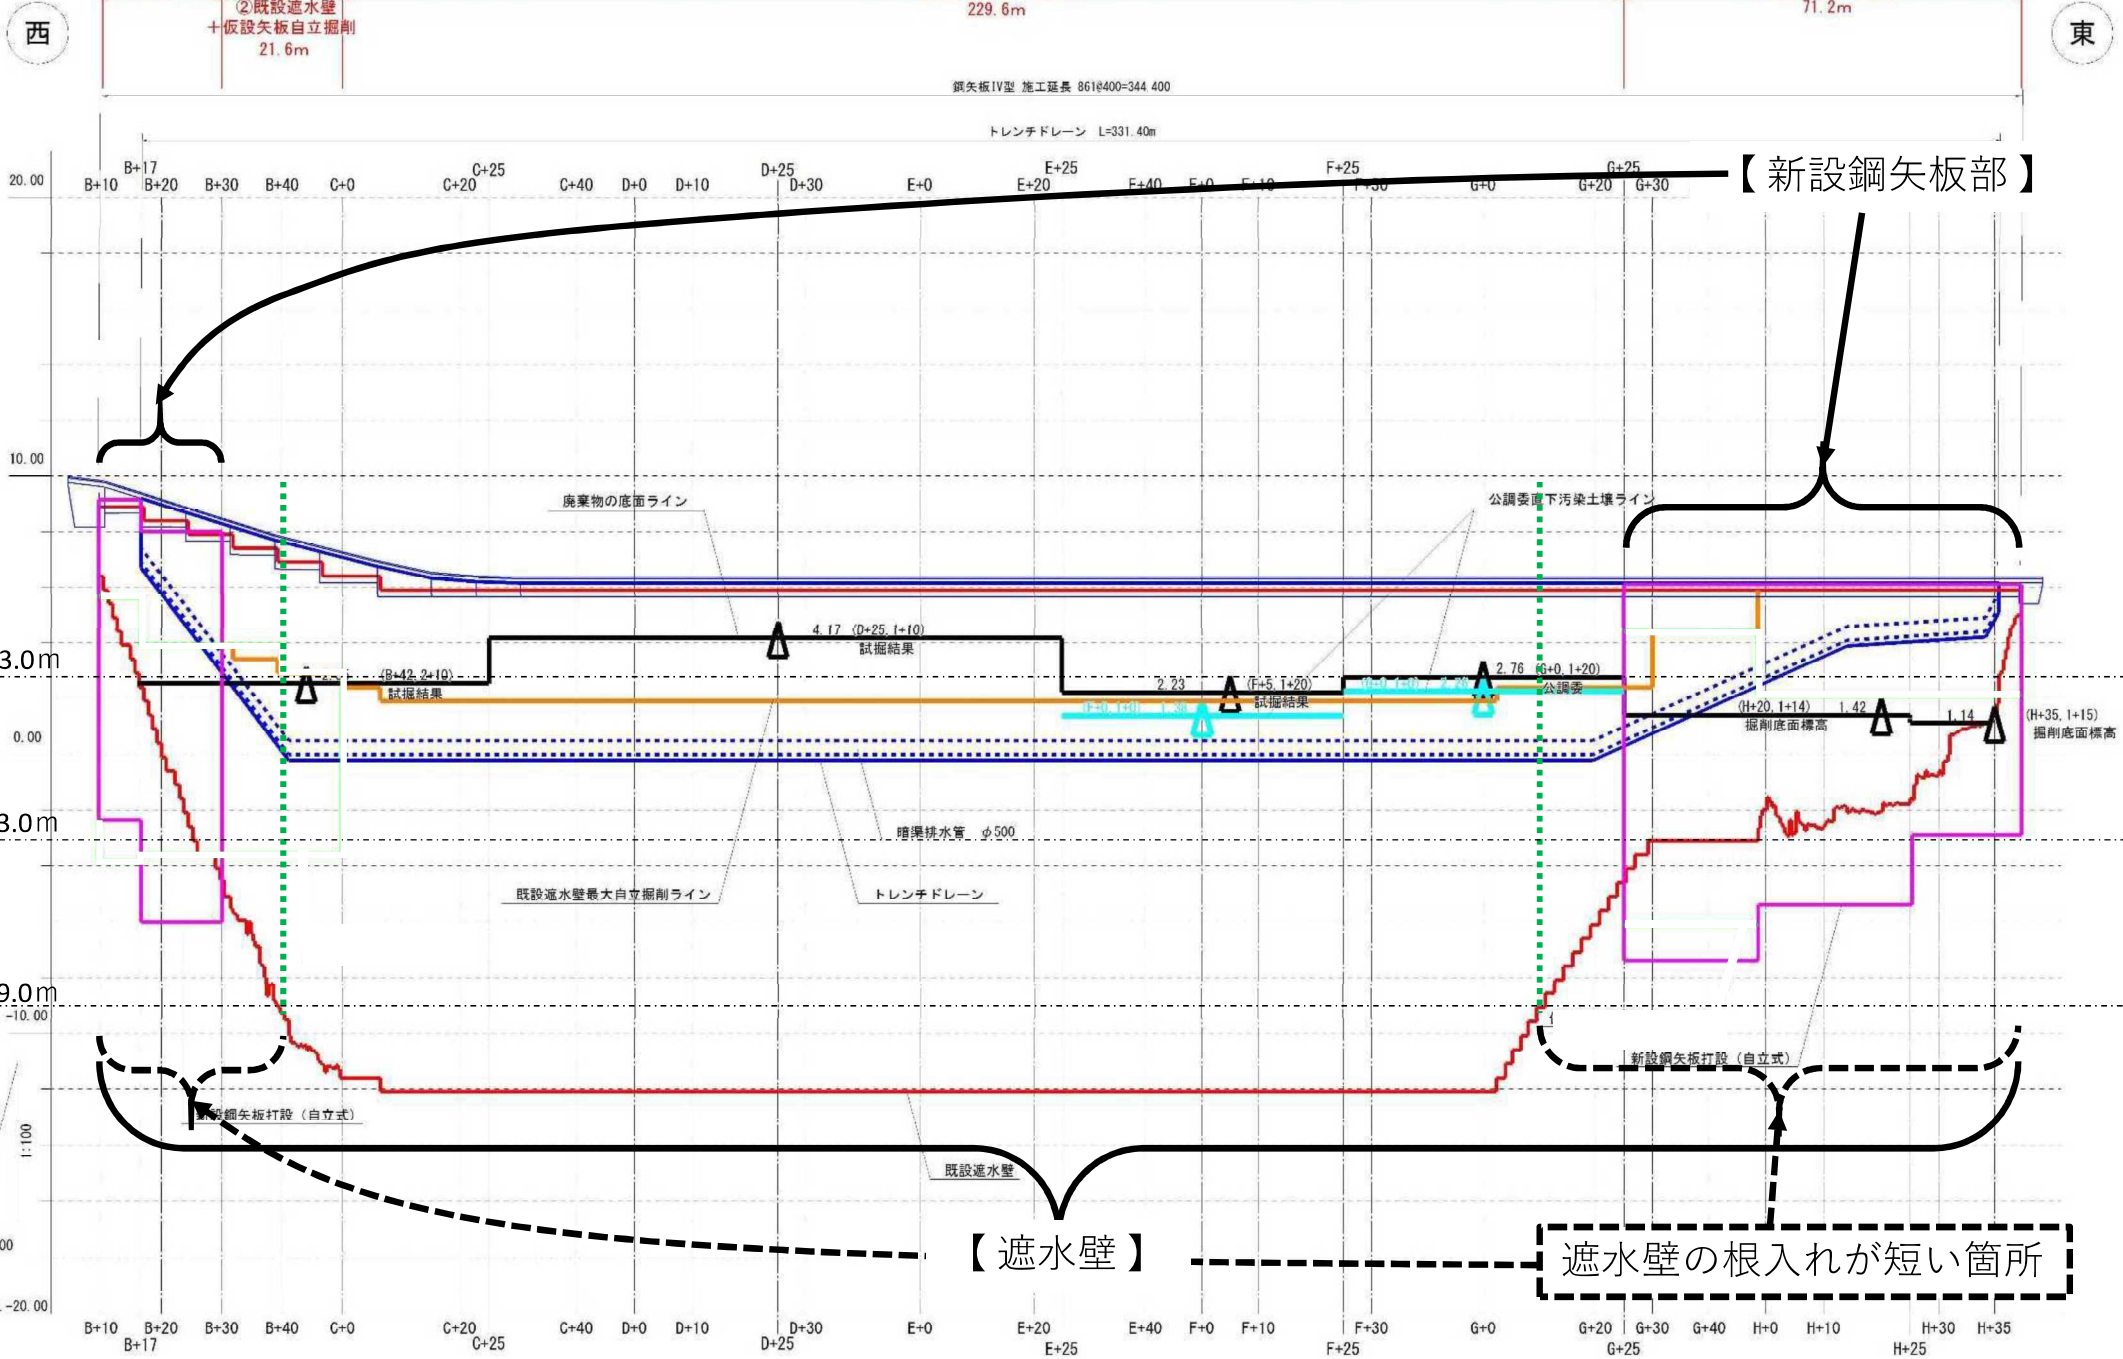 西
②既設遮水壁
＋仮設矢板自立掘削
21.6m
229.6m
71.2m
東
鋼矢板IV型 施工延長 861@400=344.400
トレンチドレーン L=331.40m
【新設鋼矢板部】
B+17 C+25 D+25 E+25 F+25 G+25
20.00
B+10 B+20 B+30 B+40 C+0 C+20 C+40 D+0 D+10 D+30 E+0 E+20 E+40 F+0 F+10 F+30 G+0 G+20 G+30
10.00
廃棄物の底面ライン
公調委直下汚染土壌ライン
4.17 (D+25, 1+10)
試掘結果
3.0m
(B+42, 2+10)
試掘結果
2.23 (F+5, 1+20)
試掘結果
2.76 (G+0, 1+20)
公調委
(H+20, 1+14) 1.42
掘削底面標高
1.14 (H+35, 1+15)
掘削底面標高
0.00
3.0m
暗渠排水管 φ500
既設遮水壁最大自立掘削ライン
トレンチドレーン
9.0m
-10.00
新設鋼矢板打設（自立式）
設鋼矢板打設（自立式）
1:100
既設遮水壁
【遮水壁】
遮水壁の根入れが短い箇所
00
-20.00
B+10 B+20 B+30 B+40 C+0 C+20 C+40 D+0 D+10 D+30 E+0 E+20 E+40 F+0 F+10 F+30 G+0 G+20 G+30 G+40 H+0 H+10 H+30 H+35
B+17 C+25 D+25 E+25 F+25 G+25 H+25